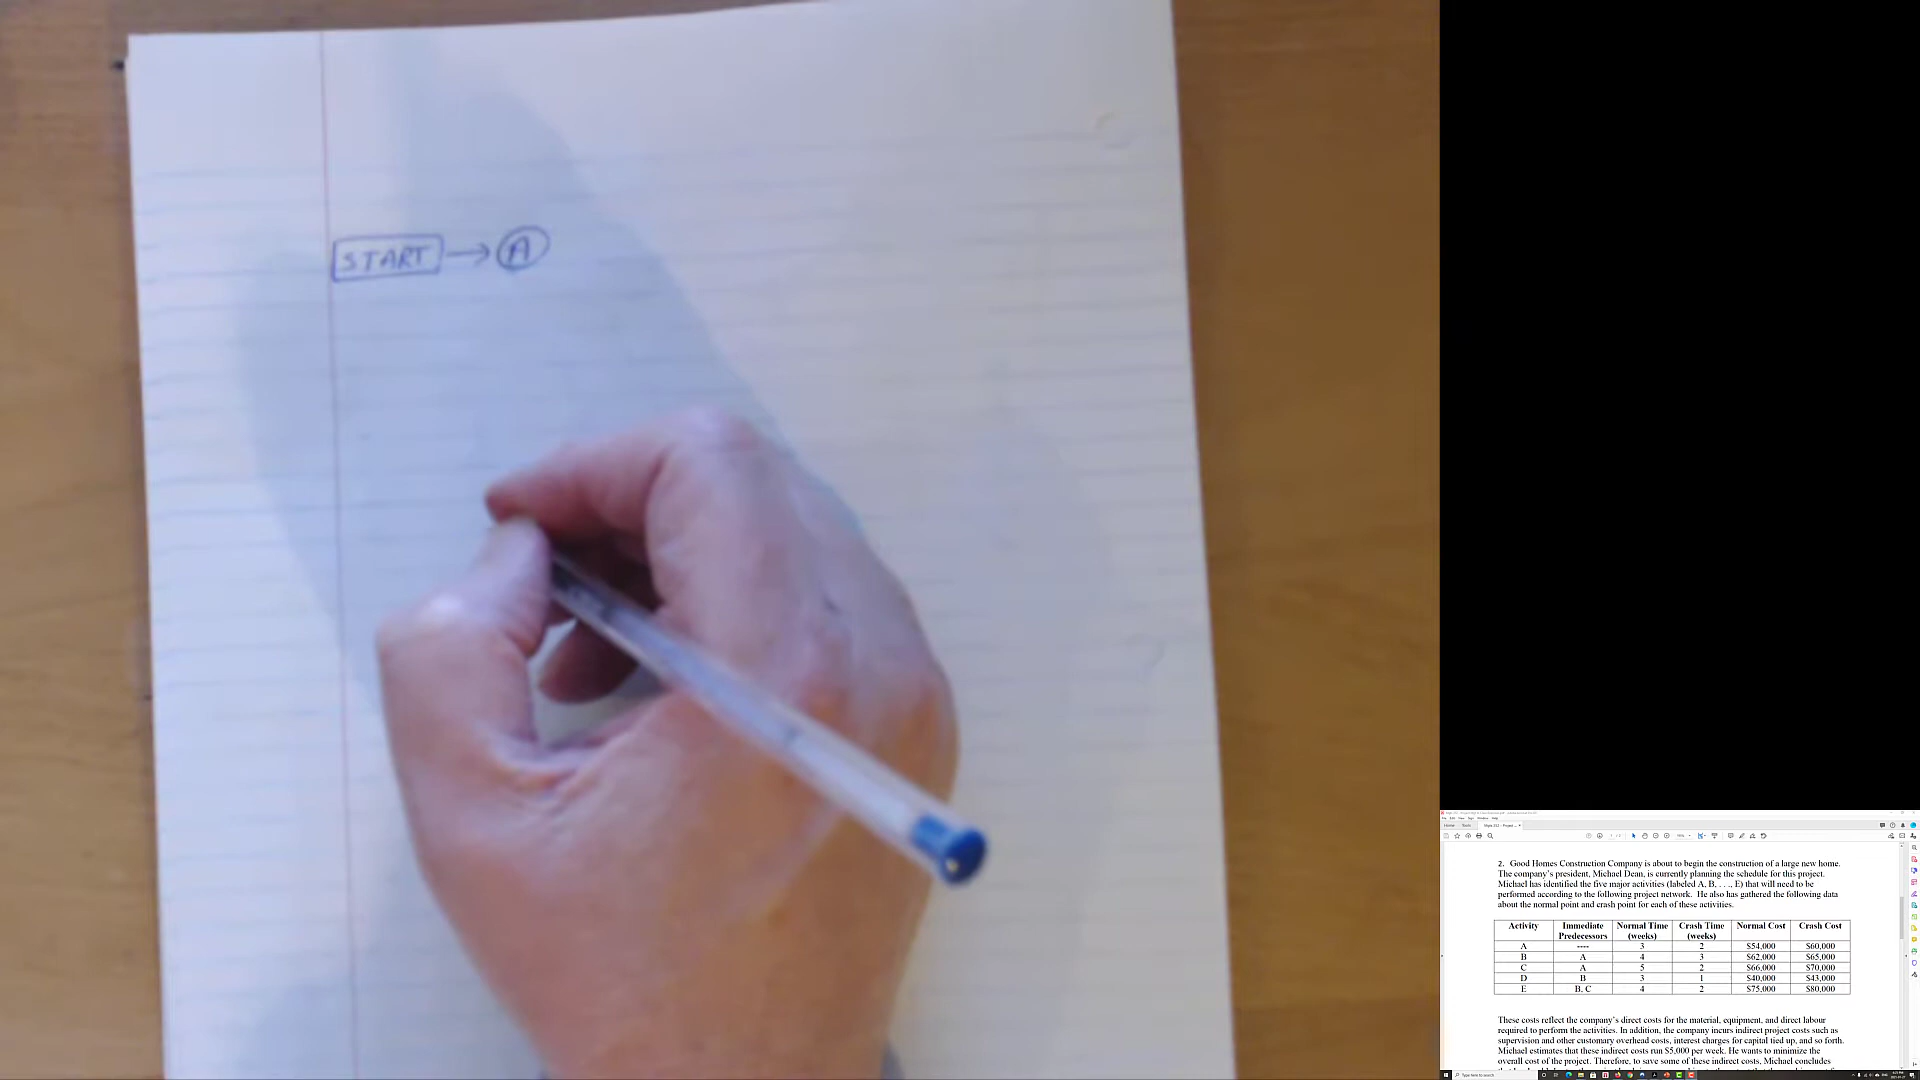 START → A
2. Good Homes Construction Company is about to begin the construction of a large new home.
The company's president, Michael Dean, is currently planning the schedule for this project.
Michael has identified the five major activities (labeled A, B, . . ., E) that will need to be
performed according to the following project network. He also has gathered the following data
about the normal point and crash point for each of these activities.
Activity Immediate Predecessors Normal Time (weeks) Crash Time (weeks) Normal Cost Crash Cost
A ---- 3 2 $54,000 $60,000
B A 4 3 $62,000 $65,000
C A 5 2 $66,000 $70,000
D B 3 1 $40,000 $43,000
E B, C 4 2 $75,000 $80,000
These costs reflect the company's direct costs for the material, equipment, and direct labour
required to perform the activities. In addition, the company incurs indirect project costs such as
supervision and other customary overhead costs, interest charges for capital tied up, and so forth.
Michael estimates that these indirect costs run $5,000 per week. He wants to minimize the
overall cost of the project. Therefore, to save some of these indirect costs, Michael concludes